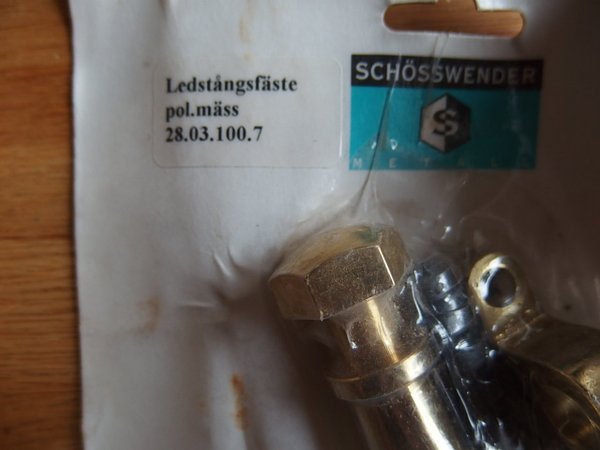 Ledstångsfäste
pol.mäss
28.03.100.7
SCHÖSSWENDER
S
METALL